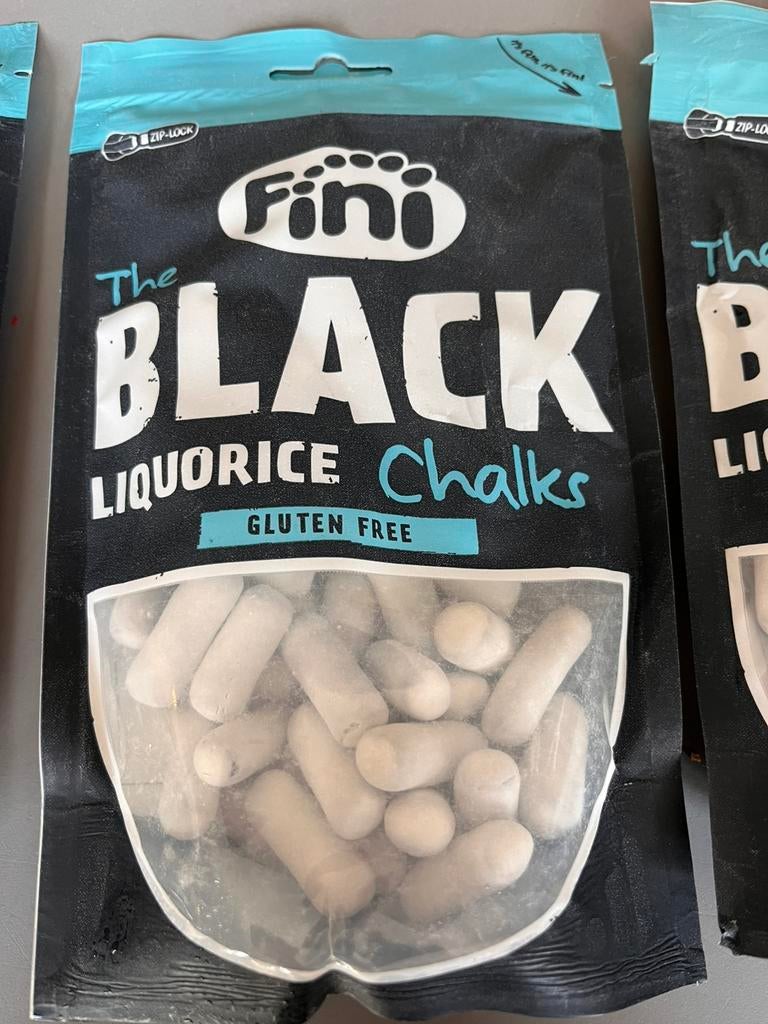 ZIP-LOCK
Fini
The
BLACK
LIQUORICE Chalks
GLUTEN FREE
ZIP-LOCK
The
B
LIQ